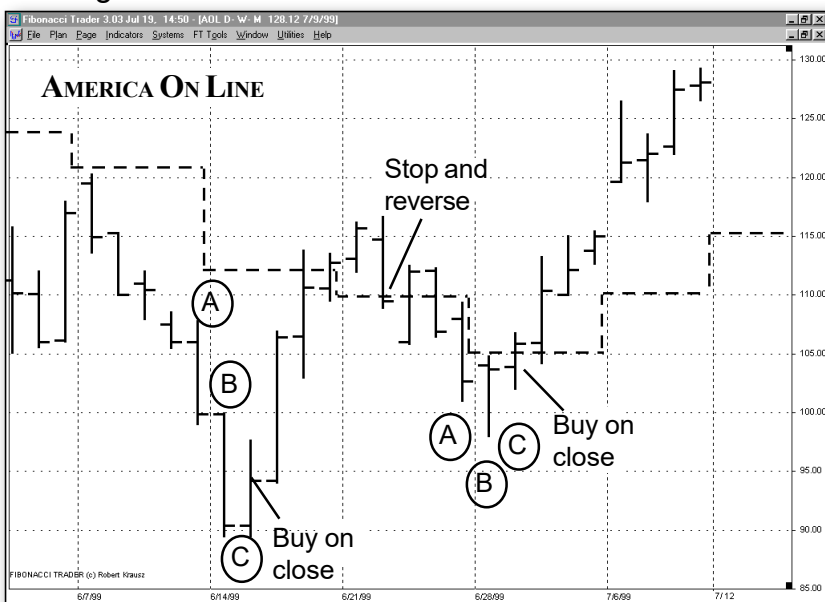 Fibonacci Trader 3.03 Jul 19, 14:50 - [AOL D- W- M 128.12 7/9/99]
File Plan Page Indicators Systems FT Tools Window Utilities Help
AMERICA ON LINE
130.00
125.00
Stop and
reverse
120.00
115.00
A
110.00
105.00
B
100.00
A
B
C
Buy on
close
95.00
C
Buy on
close
90.00
FIBONACCI TRADER (c) Robert Krausz
85.00
6/7/99 6/14/99 6/21/99 6/28/99 7/6/99 7/12